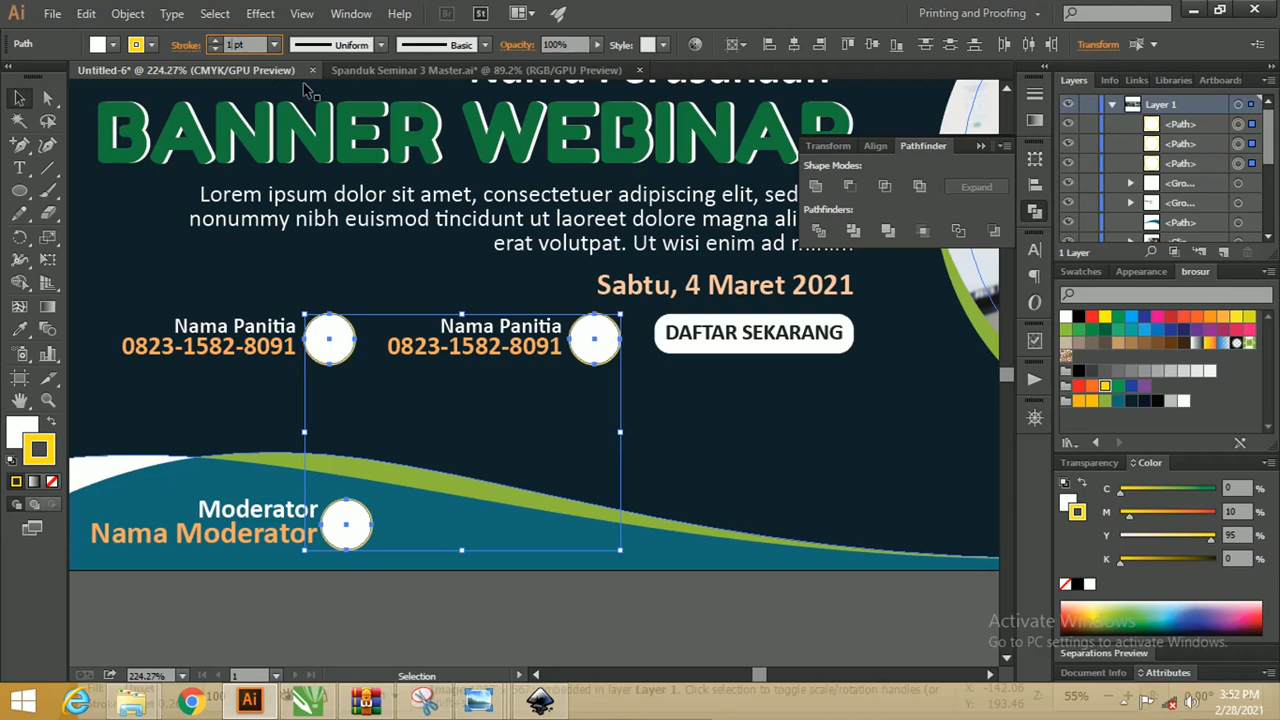 Ai File Edit Object Type Select Effect View Window Help Br St Printing and Proofing
Path Stroke: 1 pt Uniform Basic Opacity: 100% Style: Transform
Untitled-6* @ 224.27% (CMYK/GPU Preview) × Spanduk Seminar 3 Master.ai* @ 89.2% (RGB/GPU Preview) ×
BANNER WEBINAR
Lorem ipsum dolor sit amet, consectetuer adipiscing elit, sed
nonummy nibh euismod tincidunt ut laoreet dolore magna ali
erat volutpat. Ut wisi enim ad minim
Sabtu, 4 Maret 2021
Nama Panitia
0823-1582-8091
Nama Panitia
0823-1582-8091
DAFTAR SEKARANG
Moderator
Nama Moderator
Transform Align Pathfinder
Shape Modes:
Expand
Pathfinders:
Layers Info Links Libraries Artboard:
Layer 1
<Path>
<Path>
<Path>
<Gro...
<Gro...
<Path>
1 Layer
Swatches Appearance brosur
Transparency Color
C 0 %
M 10 %
Y 95 %
K 0 %
Activate Windows
Go to PC settings to activate Windows.
Separations Preview
Document Info Attributes
224.27% 1 Selection
Ai 55% 3:52 PM
2/28/2021